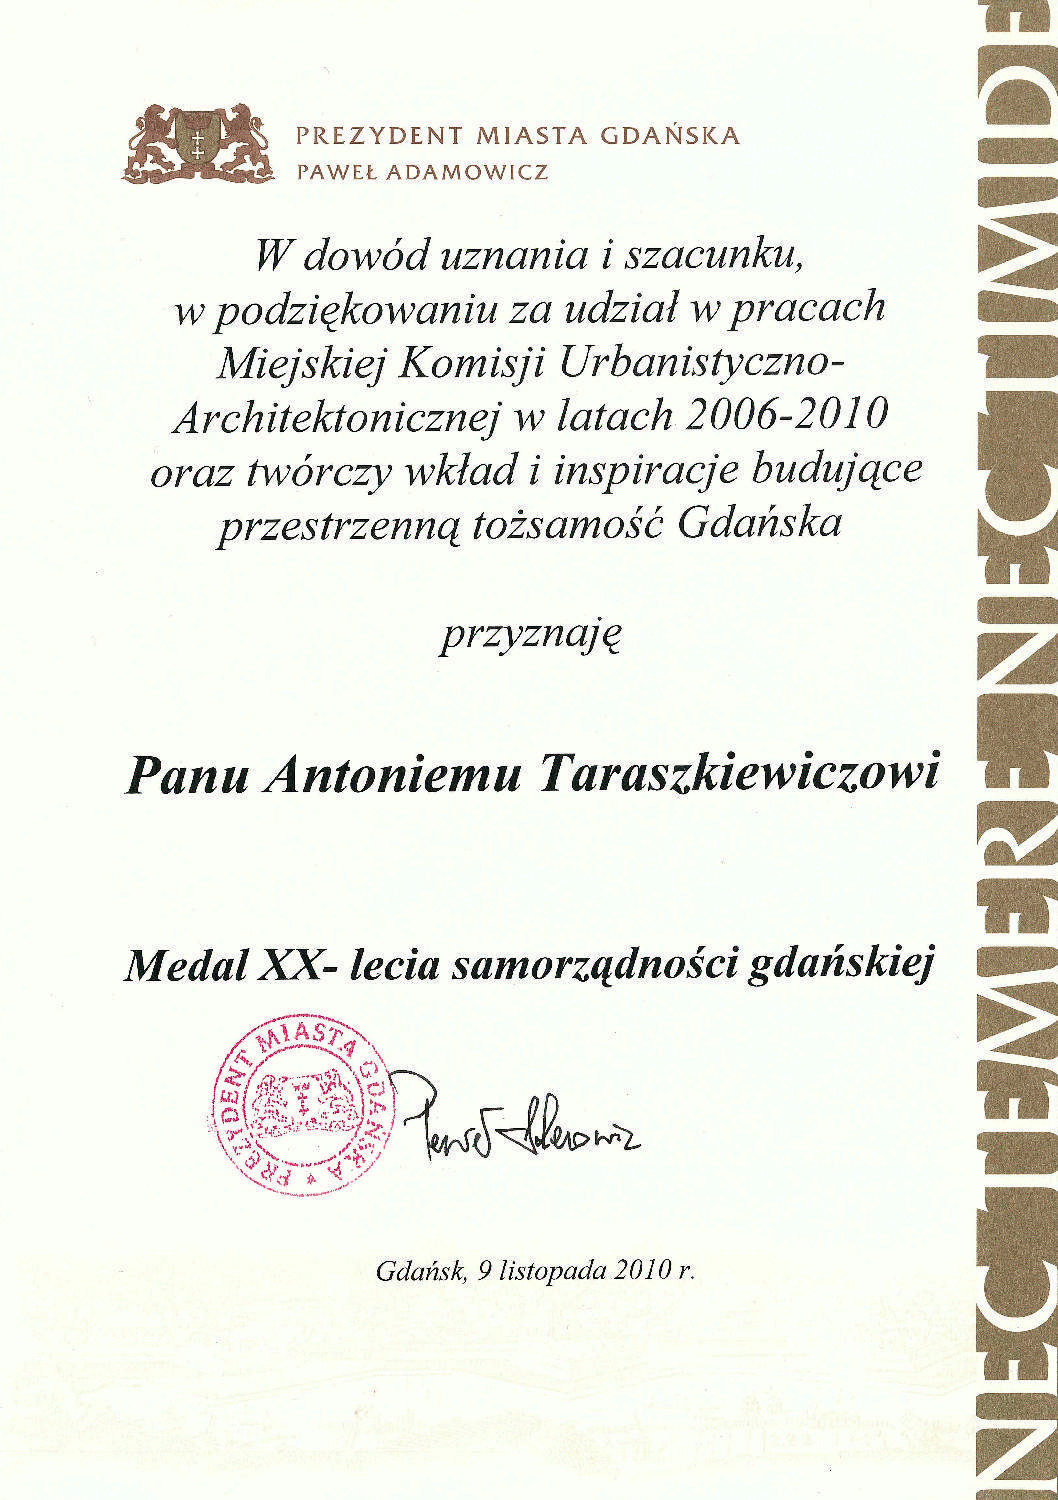 PREZYDENT MIASTA GDAŃSKA
PAWEŁ ADAMOWICZ
W dowód uznania i szacunku,
w podziękowaniu za udział w pracach
Miejskiej Komisji Urbanistyczno-
Architektonicznej w latach 2006-2010
oraz twórczy wkład i inspiracje budujące
przestrzenną tożsamość Gdańska
przyznaję
Panu Antoniemu Taraszkiewiczowi
Medal XX- lecia samorządności gdańskiej
PREZYDENT MIASTA GDAŃSKA
Paweł Adamowicz
Gdańsk, 9 listopada 2010 r.
NEC TEMERE NEC TIMIDE